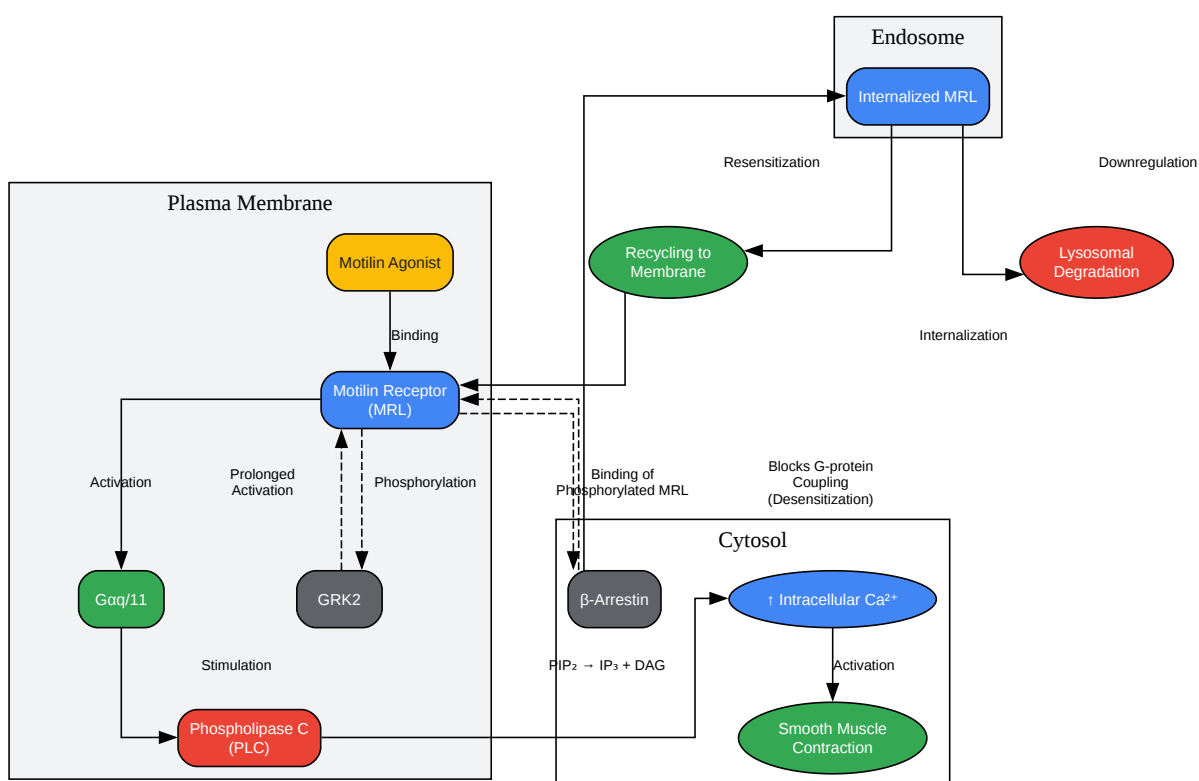 Endosome
Internalized MRL
Resensitization
Downregulation
Plasma Membrane
Motilin Agonist
Recycling to
Membrane
Lysosomal
Degradation
Binding
Internalization
Motilin Receptor
(MRL)
Activation
Prolonged
Activation
Phosphorylation
Binding of
Phosphorylated MRL
Blocks G-protein
Coupling
(Desensitization)
Cytosol
Gαq/11
GRK2
β-Arrestin
↑ Intracellular Ca²⁺
Stimulation
PIP₂ → IP₃ + DAG
Activation
Phospholipase C
(PLC)
Smooth Muscle
Contraction